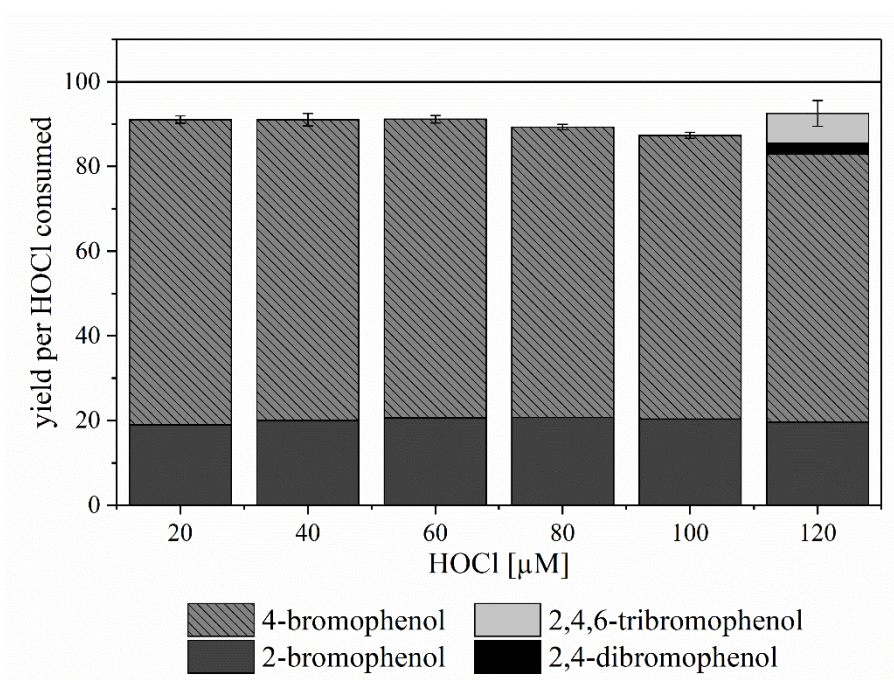 yield per HOCl consumed
100
80
60
40
20
0
20 40 60 80 100 120
HOCl [µM]
4-bromophenol 2,4,6-tribromophenol
2-bromophenol 2,4-dibromophenol